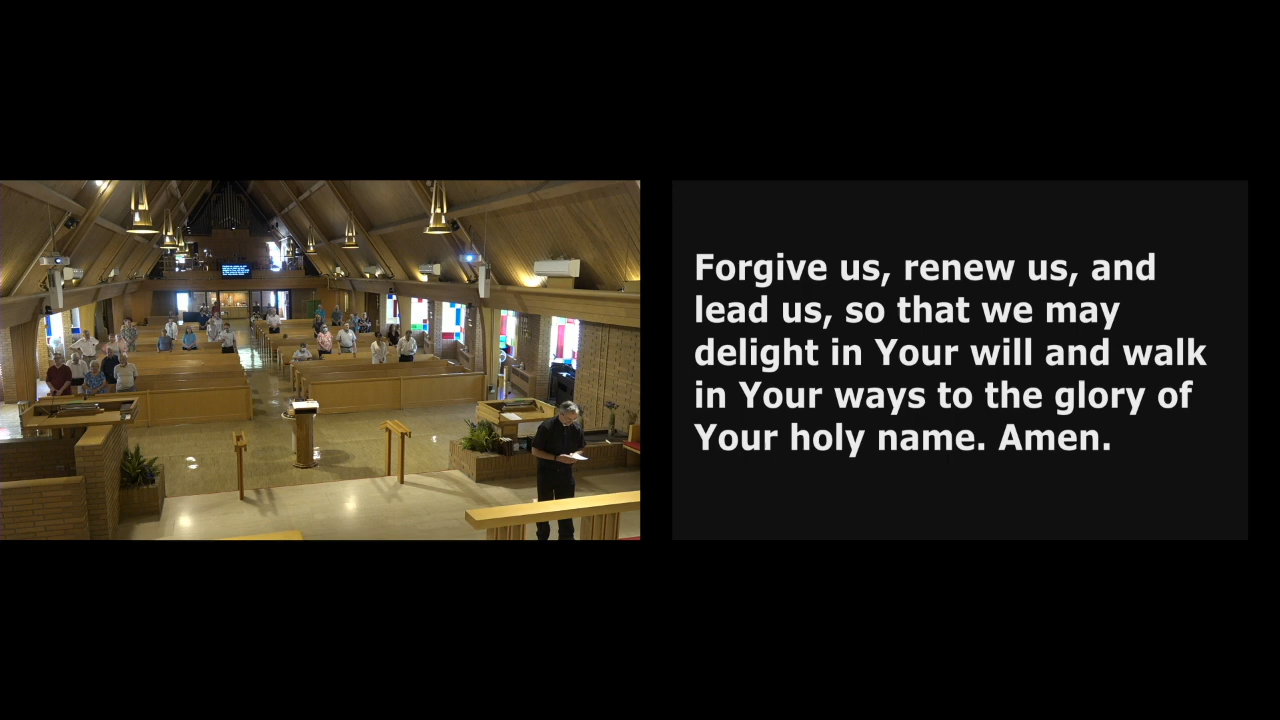 Forgive us, renew us, and
lead us, so that we may
delight in Your will and walk
in Your ways to the glory of
Your holy name. Amen.